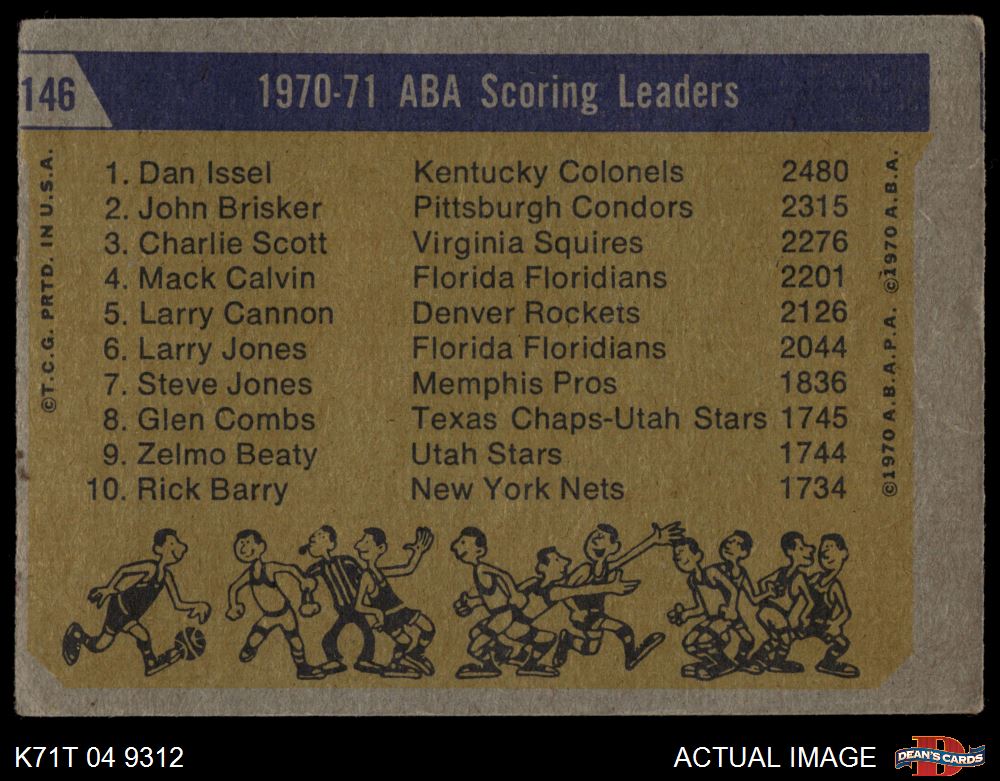 146
1970-71 ABA Scoring Leaders
1. Dan Issel Kentucky Colonels 2480
2. John Brisker Pittsburgh Condors 2315
3. Charlie Scott Virginia Squires 2276
4. Mack Calvin Florida Floridians 2201
5. Larry Cannon Denver Rockets 2126
6. Larry Jones Florida Floridians 2044
7. Steve Jones Memphis Pros 1836
8. Glen Combs Texas Chaps-Utah Stars 1745
9. Zelmo Beaty Utah Stars 1744
10. Rick Barry New York Nets 1734
©T.C.G. PRTD. IN U.S.A.
©1970 A.B.A.P.A. ©1970 A.B.A.
K71T 04 9312
ACTUAL IMAGE
D
DEAN'S CARDS